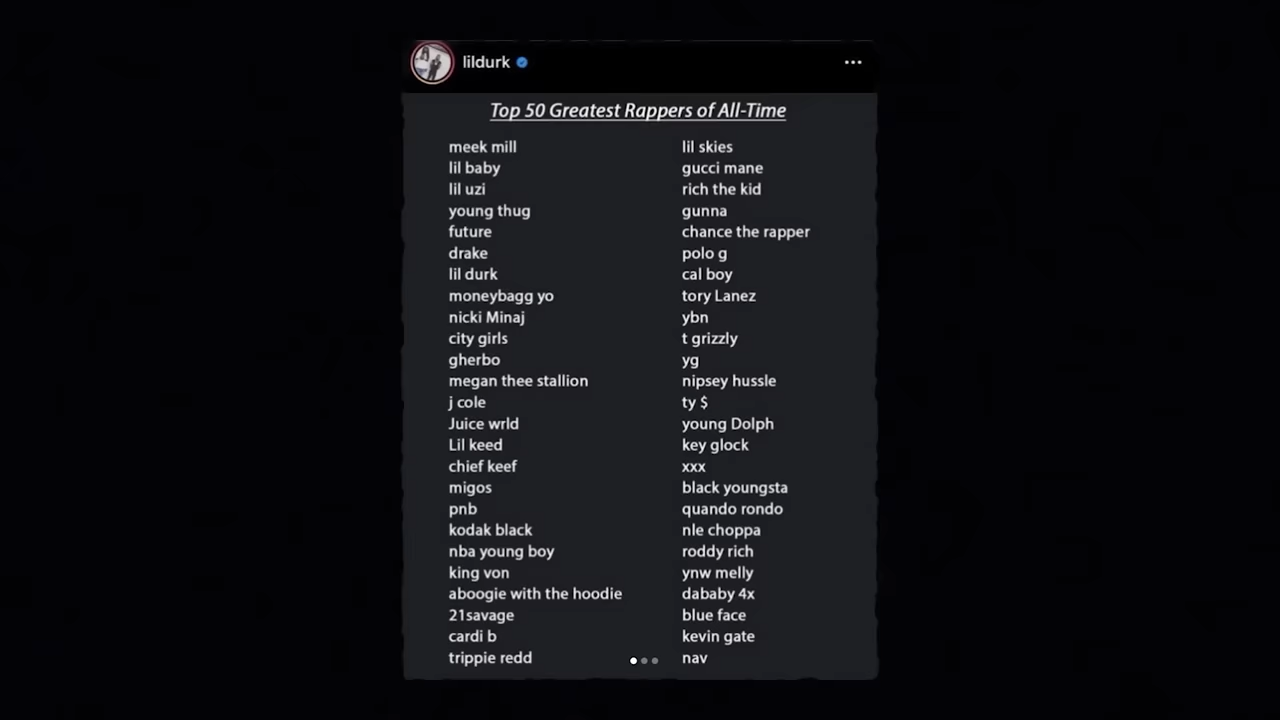 lildurk
Top 50 Greatest Rappers of All-Time
meek mill
lil baby
lil uzi
young thug
future
drake
lil durk
moneybagg yo
nicki Minaj
city girls
gherbo
megan thee stallion
j cole
Juice wrld
Lil keed
chief keef
migos
pnb
kodak black
nba young boy
king von
aboogie with the hoodie
21savage
cardi b
trippie redd
lil skies
gucci mane
rich the kid
gunna
chance the rapper
polo g
cal boy
tory Lanez
ybn
t grizzly
yg
nipsey hussle
ty $
young Dolph
key glock
xxx
black youngsta
quando rondo
nle choppa
roddy rich
ynw melly
dababy 4x
blue face
kevin gate
nav